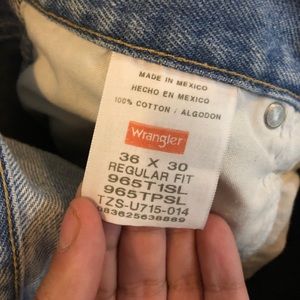 MADE IN MEXICO
HECHO EN MEXICO
100% COTTON / ALGODON
Wrangler
36 X 30
REGULAR FIT
965T1SL
965TPSL
TZS-U715-014
983625638889